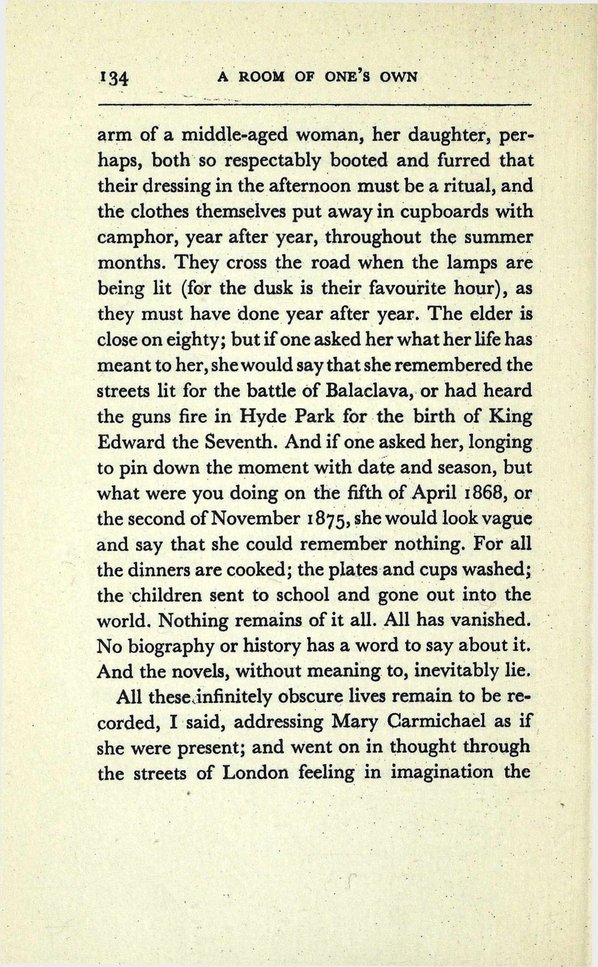 134 A ROOM OF ONE'S OWN
arm of a middle-aged woman, her daughter, per-
haps, both so respectably booted and furred that
their dressing in the afternoon must be a ritual, and
the clothes themselves put away in cupboards with
camphor, year after year, throughout the summer
months. They cross the road when the lamps are
being lit (for the dusk is their favourite hour), as
they must have done year after year. The elder is
close on eighty; but if one asked her what her life has
meant to her, she would say that she remembered the
streets lit for the battle of Balaclava, or had heard
the guns fire in Hyde Park for the birth of King
Edward the Seventh. And if one asked her, longing
to pin down the moment with date and season, but
what were you doing on the fifth of April 1868, or
the second of November 1875, she would look vague
and say that she could remember nothing. For all
the dinners are cooked; the plates and cups washed;
the children sent to school and gone out into the
world. Nothing remains of it all. All has vanished.
No biography or history has a word to say about it.
And the novels, without meaning to, inevitably lie.
All these infinitely obscure lives remain to be re-
corded, I said, addressing Mary Carmichael as if
she were present; and went on in thought through
the streets of London feeling in imagination the